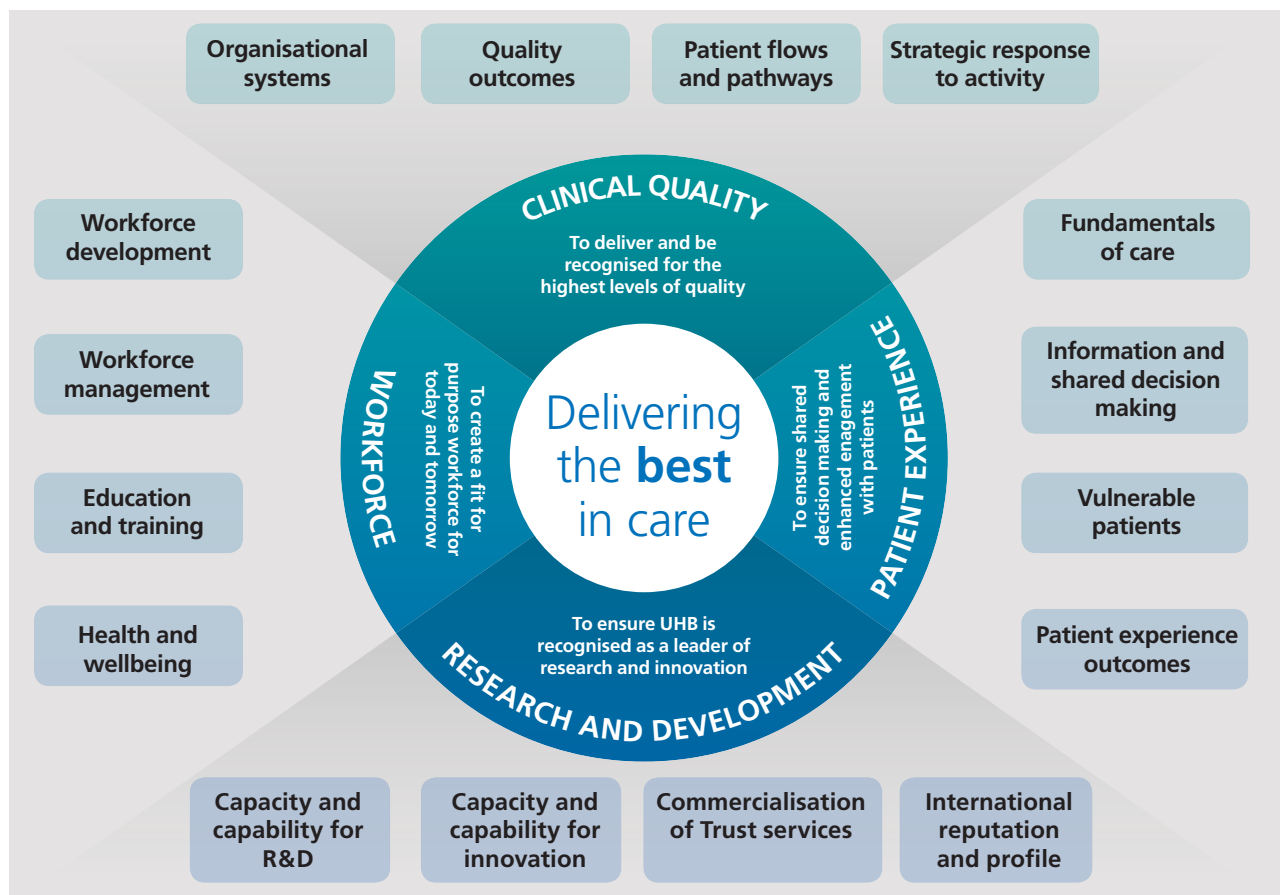 Organisational
systems
Quality
outcomes
Patient flows
and pathways
Strategic response
to activity
CLINICAL QUALITY
To deliver and be
recognised for the
highest levels of quality
Workforce
development
Workforce
management
Education
and training
Health and
wellbeing
WORKFORCE
To create a fit for
purpose workforce for
today and tomorrow
Delivering
the best
in care
To ensure shared
decision making and
enhanced enagement
with patients
PATIENT EXPERIENCE
Fundamentals
of care
Information and
shared decision
making
Vulnerable
patients
Patient experience
outcomes
To ensure UHB is
recognised as a leader of
research and innovation
RESEARCH AND DEVELOPMENT
Capacity and
capability for
R&D
Capacity and
capability for
innovation
Commercialisation
of Trust services
International
reputation
and profile